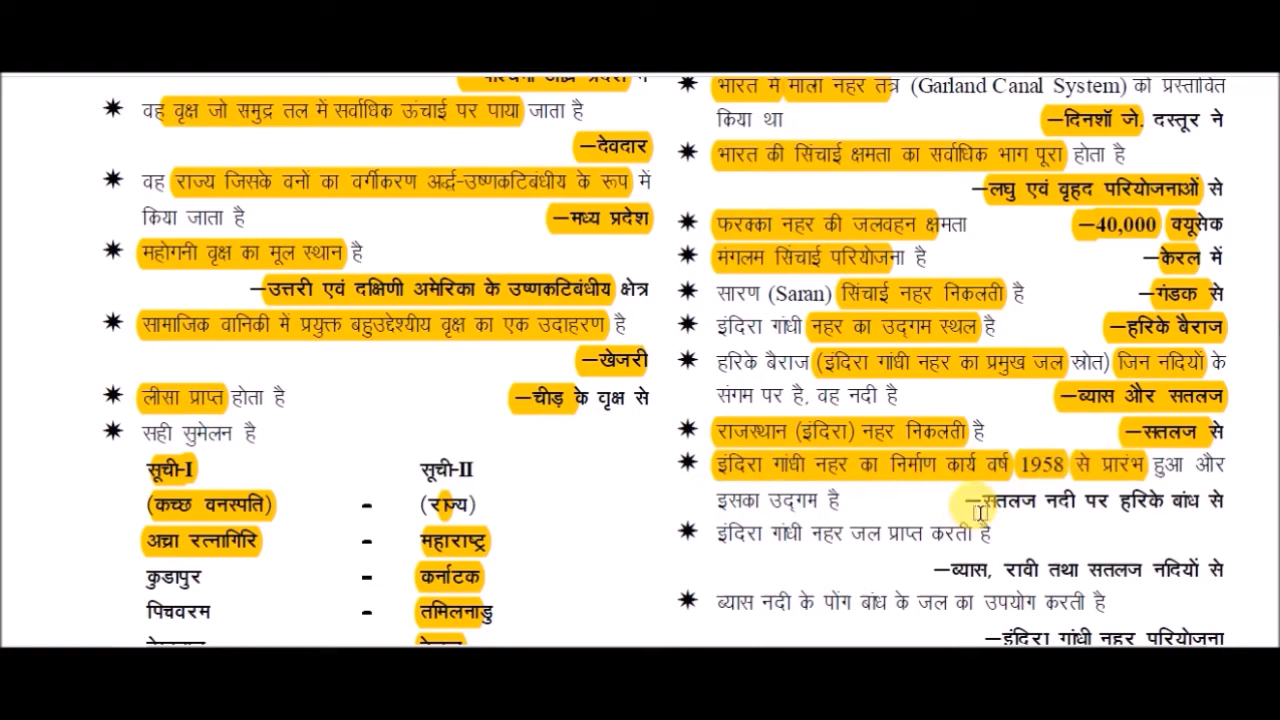 पश्चिमी आंध्र प्रदेश में
✷ वह वृक्ष जो समुद्र तल में सर्वाधिक ऊंचाई पर पाया जाता है
–देवदार
✷ वह राज्य जिसके वनों का वर्गीकरण अर्द्ध-उष्णकटिबंधीय के रूप में
किया जाता है –मध्य प्रदेश
✷ महोगनी वृक्ष का मूल स्थान है
–उत्तरी एवं दक्षिणी अमेरिका के उष्णकटिबंधीय क्षेत्र
✷ सामाजिक वानिकी में प्रयुक्त बहुउद्देश्यीय वृक्ष का एक उदाहरण है
–खेजरी
✷ लीसा प्राप्त होता है –चीड़ के वृक्ष से
✷ सही सुमेलन है
सूची-I सूची-II
(कच्छ वनस्पति) - (राज्य)
अच्रा रत्नागिरि - महाराष्ट्र
कुडापुर - कर्नाटक
पिचवरम - तमिलनाडु
भारत में माला नहर तंत्र (Garland Canal System) को प्रस्तावित
किया था –दिनशॉ जे. दस्तूर ने
✷ भारत की सिंचाई क्षमता का सर्वाधिक भाग पूरा होता है
–लघु एवं वृहद परियोजनाओं से
✷ फरक्का नहर की जलवहन क्षमता –40,000 क्यूसेक
✷ मंगलम सिंचाई परियोजना है –केरल में
✷ सारण (Saran) सिंचाई नहर निकलती है –गंडक से
✷ इंदिरा गांधी नहर का उद्गम स्थल है –हरिके बैराज
✷ हरिके बैराज (इंदिरा गांधी नहर का प्रमुख जल स्रोत) जिन नदियों के
संगम पर है, वह नदी है –ब्यास और सतलज
✷ राजस्थान (इंदिरा) नहर निकलती है –सतलज से
✷ इंदिरा गांधी नहर का निर्माण कार्य वर्ष 1958 से प्रारंभ हुआ और
इसका उद्गम है –सतलज नदी पर हरिके बांध से
✷ इंदिरा गांधी नहर जल प्राप्त करती है
–ब्यास, रावी तथा सतलज नदियों से
✷ ब्यास नदी के पोंग बांध के जल का उपयोग करती है
–इंदिरा गांधी नहर परियोजना